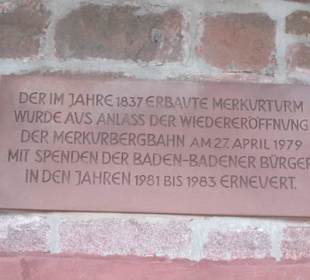 DER IM JAHRE 1837 ERBAUTE MERKURTURM
WURDE AUS ANLASS DER WIEDERERÖFFNUNG
DER MERKURBERGBAHN AM 27. APRIL 1979
MIT SPENDEN DER BADEN-BADENER BÜRGER
IN DEN JAHREN 1981 BIS 1983 ERNEUERT.